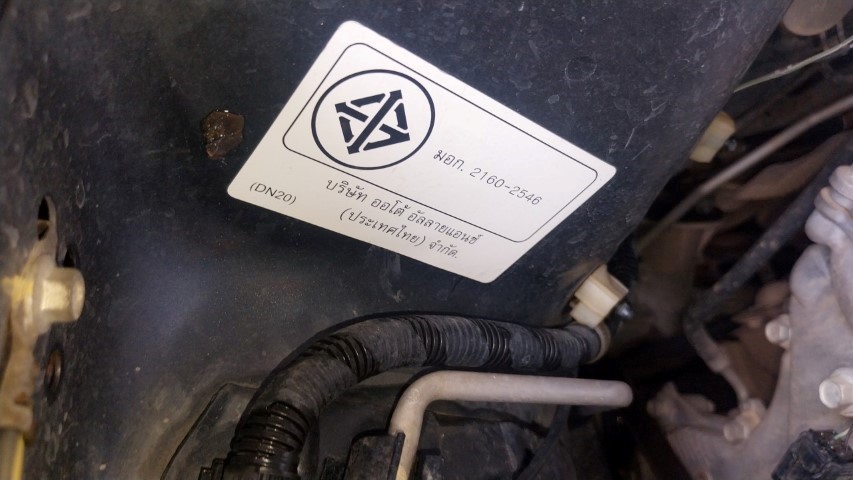 มอก. 2160-2546
(DN20) บริษัท ออโต้ อัลลายแอนซ์
(ประเทศไทย) จำกัด.